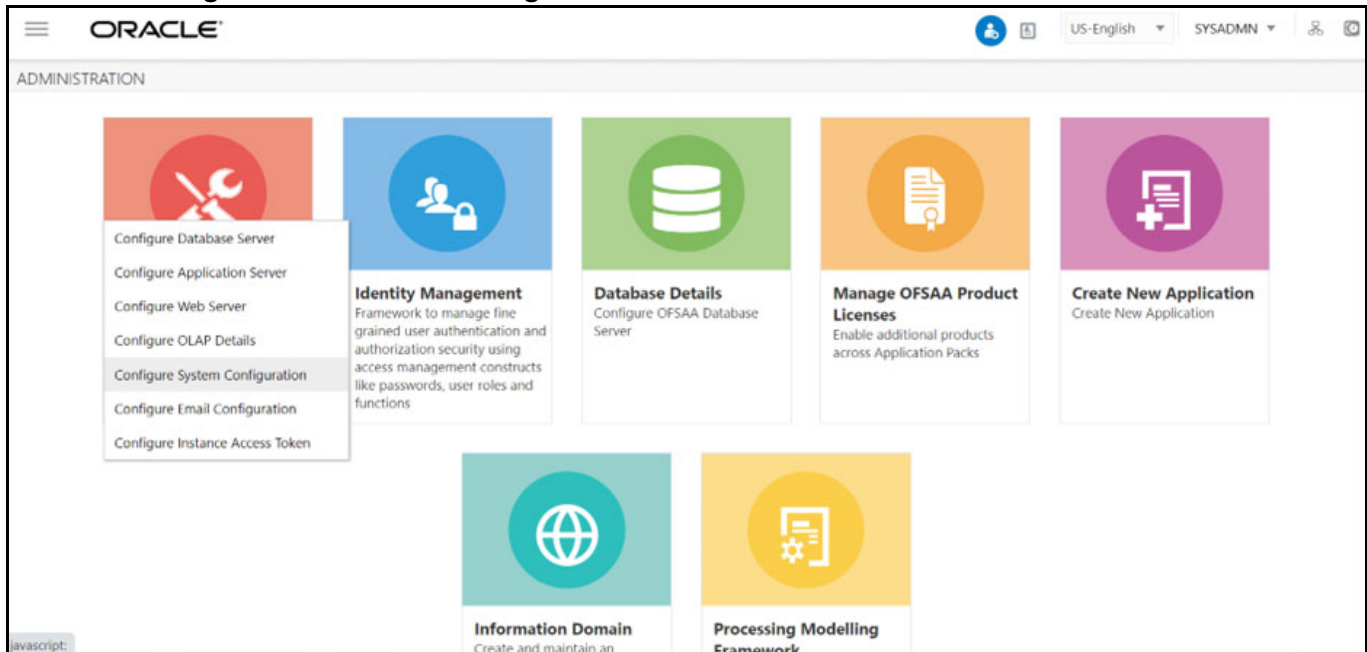 ORACLE
US-English
SYSADMN
ADMINISTRATION
Configure Database Server
Configure Application Server
Configure Web Server
Configure OLAP Details
Configure System Configuration
Configure Email Configuration
Configure Instance Access Token
Identity Management
Framework to manage fine
grained user authentication and
authorization security using
access management constructs
like passwords, user roles and
functions
Database Details
Configure OFSAA Database
Server
Manage OFSAA Product
Licenses
Enable additional products
across Application Packs
Create New Application
Create New Application
Information Domain
Create and maintain an
Processing Modelling
Framework
javascript: